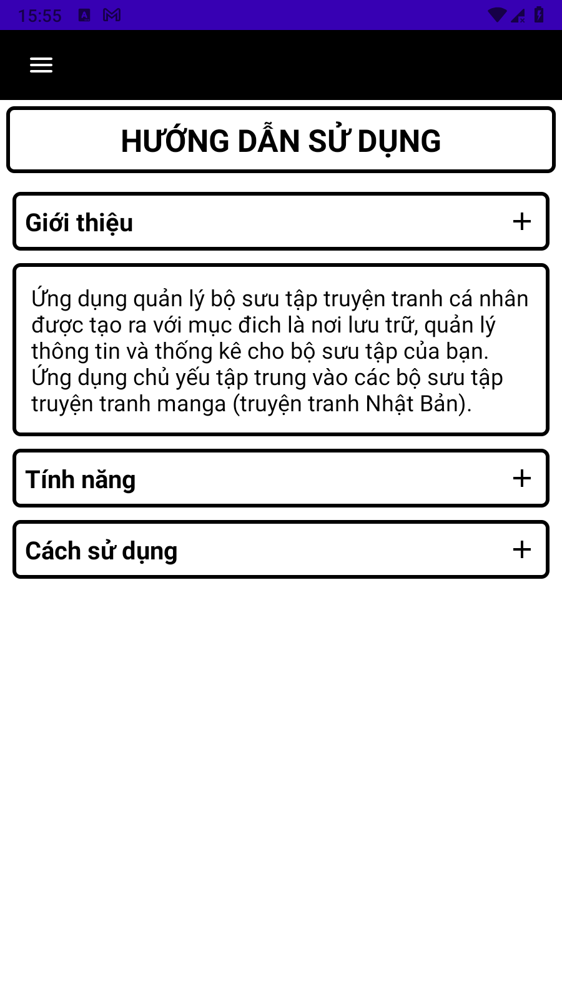 15:55
HƯỚNG DẪN SỬ DỤNG
Giới thiệu
Ứng dụng quản lý bộ sưu tập truyện tranh cá nhân
được tạo ra với mục đich là nơi lưu trữ, quản lý
thông tin và thống kê cho bộ sưu tập của bạn.
Ứng dụng chủ yếu tập trung vào các bộ sưu tập
truyện tranh manga (truyện tranh Nhật Bản).
Tính năng
Cách sử dụng